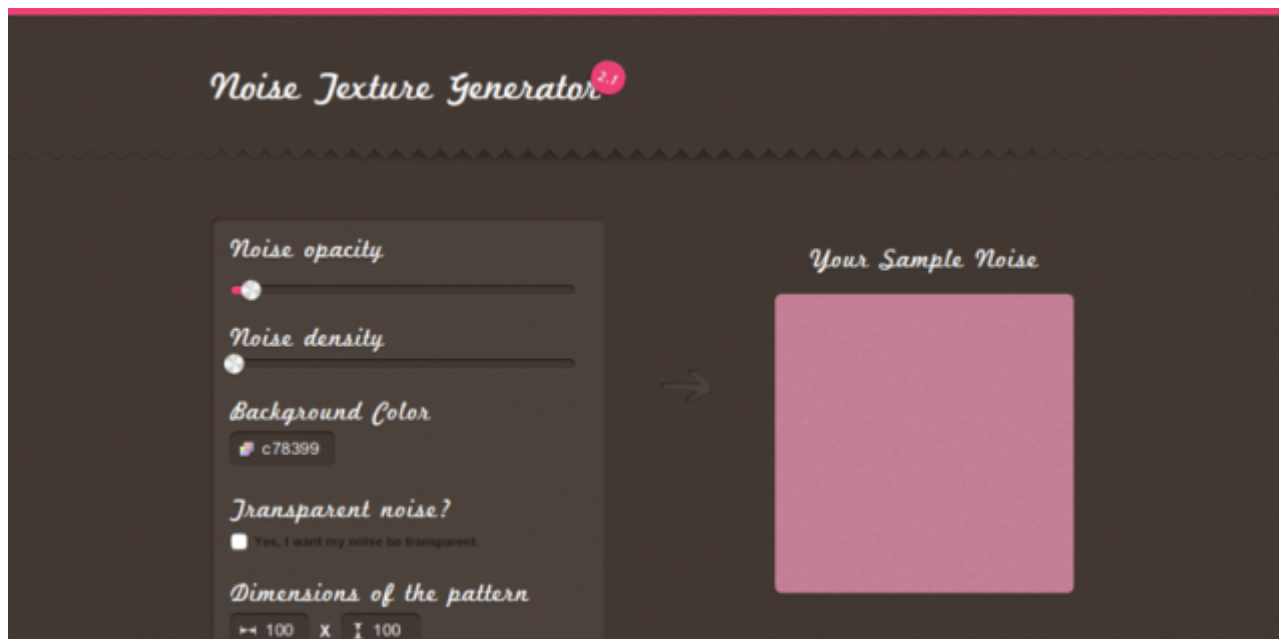 Noise Texture Generator 2.1
Noise opacity
Noise density
Background Color
c78399
Transparent noise?
Yes, I want my noise be transparent.
Dimensions of the pattern
100 x 100
Your Sample Noise